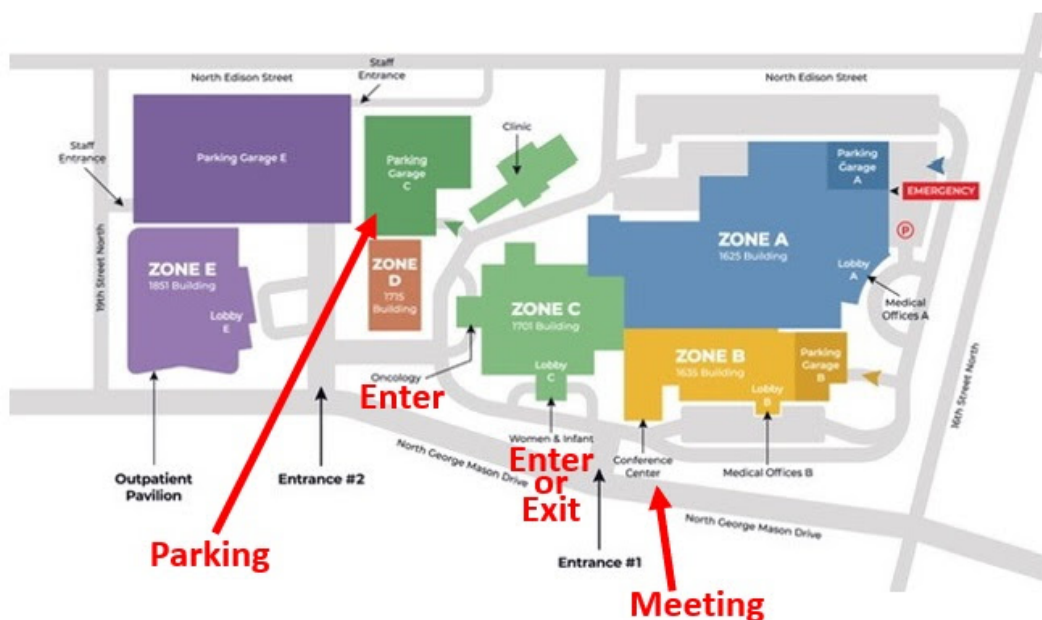 North Edison Street
Staff
Entrance
North Edison Street
Staff
Entrance
Parking Garage E
Parking
Garage
C
Clinic
Parking
Garage
A
EMERGENCY
P
ZONE A
1625 Building
Lobby
A
Medical
Offices A
19th Street North
ZONE E
1851 Building
Lobby
E
ZONE
D
1715
Building
ZONE C
1701 Building
Lobby
C
ZONE B
1635 Building
Lobby
B
Parking
Garage
B
16th Street North
Oncology
Enter
Women & Infant
Enter
or
Exit
Conference
Center
Medical Offices B
Outpatient
Pavilion
Entrance #2
North George Mason Drive
North George Mason Drive
Parking
Entrance #1
Meeting